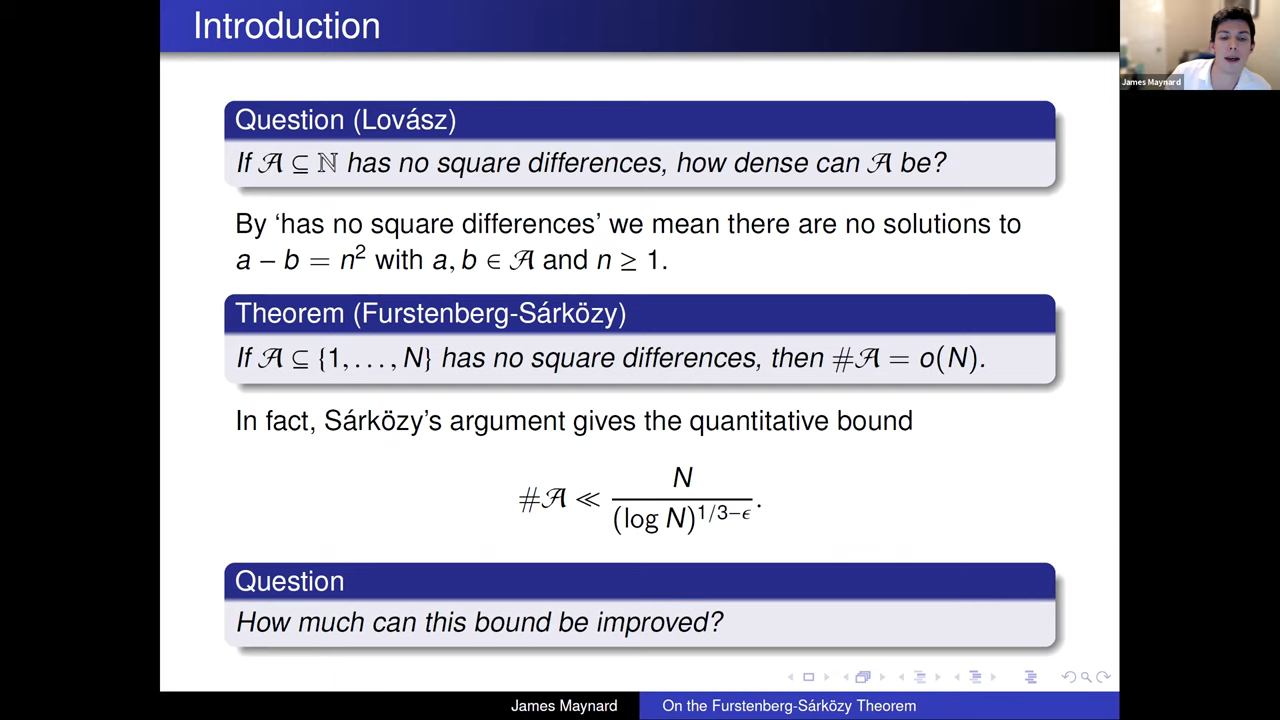 Introduction
James Maynard
Question (Lovász)
If 𝒜 ⊆ ℕ has no square differences, how dense can 𝒜 be?
By ‘has no square differences’ we mean there are no solutions to
a − b = n² with a, b ∈ 𝒜 and n ≥ 1.
Theorem (Furstenberg-Sárközy)
If 𝒜 ⊆ {1, . . . , N} has no square differences, then #𝒜 = o(N).
In fact, Sárközy’s argument gives the quantitative bound
#𝒜 ≪ N / (log N)^{1/3−ϵ}.
Question
How much can this bound be improved?
James Maynard
On the Furstenberg-Sárközy Theorem